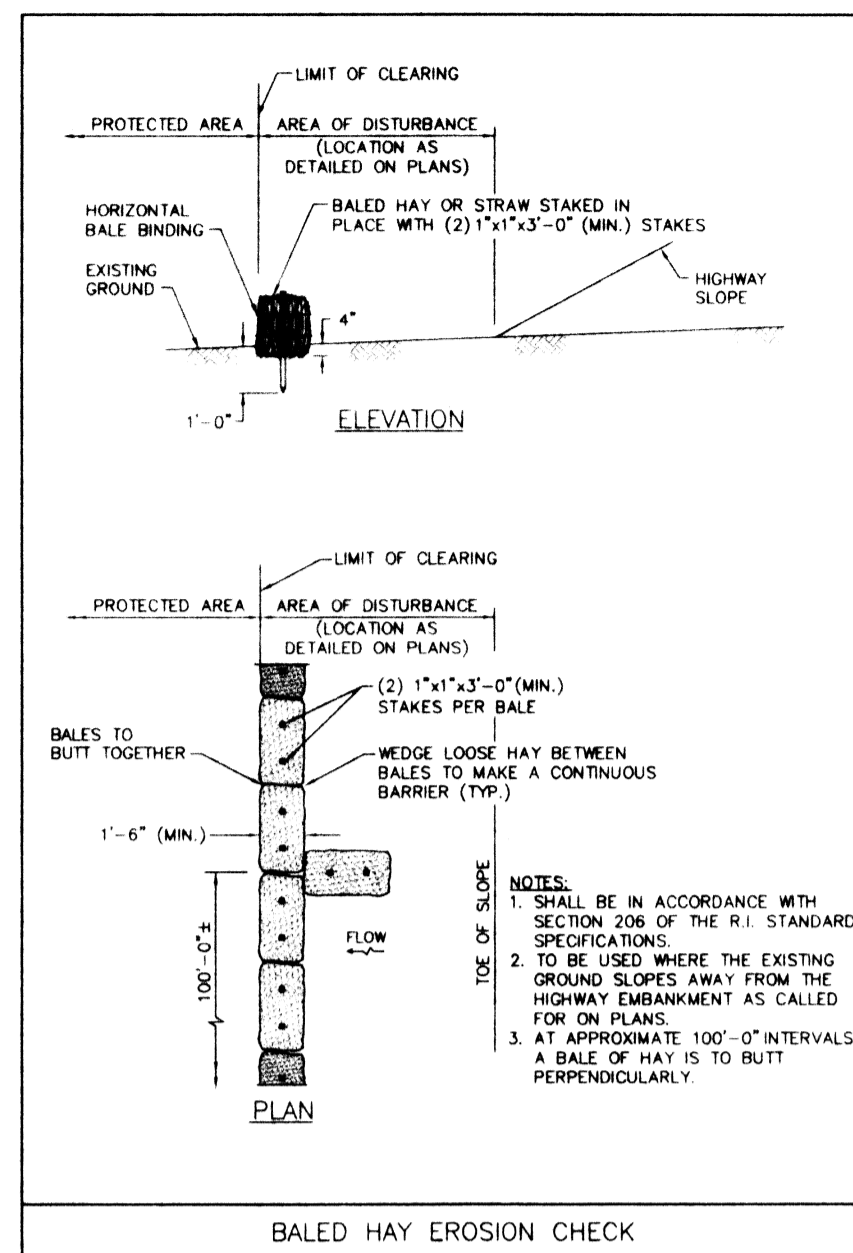 LIMIT OF CLEARING
PROTECTED AREA
AREA OF DISTURBANCE
(LOCATION AS
DETAILED ON PLANS)
HORIZONTAL
BALE BINDING
BALED HAY OR STRAW STAKED IN
PLACE WITH (2) 1"x1"x3'-0" (MIN.) STAKES
EXISTING
GROUND
HIGHWAY
SLOPE
4"
1'-0"
ELEVATION
LIMIT OF CLEARING
PROTECTED AREA
AREA OF DISTURBANCE
(LOCATION AS
DETAILED ON PLANS)
(2) 1"x1"x3'-0"(MIN.)
STAKES PER BALE
BALES TO
BUTT TOGETHER
WEDGE LOOSE HAY BETWEEN
BALES TO MAKE A CONTINUOUS
BARRIER (TYP.)
1'-6" (MIN.)
100'-0"±
FLOW
TOE OF SLOPE
PLAN
NOTES:
1. SHALL BE IN ACCORDANCE WITH
SECTION 206 OF THE R.I. STANDARD
SPECIFICATIONS.
2. TO BE USED WHERE THE EXISTING
GROUND SLOPES AWAY FROM THE
HIGHWAY EMBANKMENT AS CALLED
FOR ON PLANS.
3. AT APPROXIMATE 100'-0" INTERVALS
A BALE OF HAY IS TO BUTT
PERPENDICULARLY.
BALED HAY EROSION CHECK